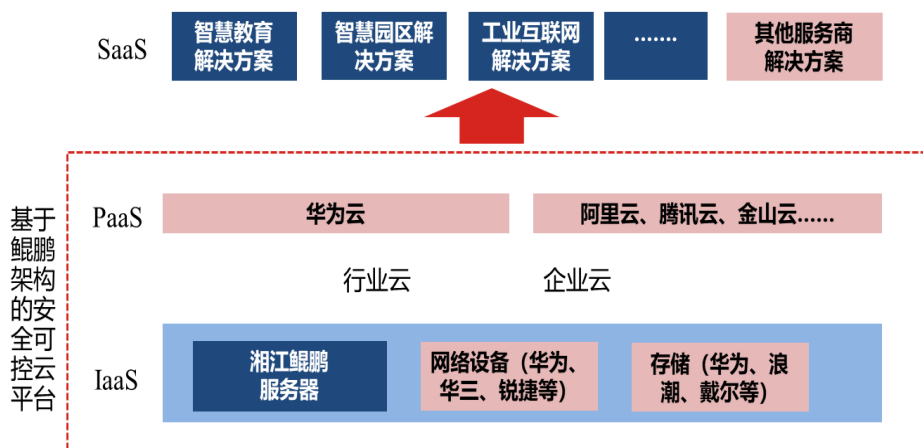 SaaS
智慧教育
解决方案
智慧园区解
决方案
工业互联网
解决方案
.......
其他服务商
解决方案
基于
鲲鹏
架构
的安
全可
控云
平台
PaaS
华为云
阿里云、腾讯云、金山云......
行业云
企业云
IaaS
湘江鲲鹏
服务器
网络设备（华为、
华三、锐捷等）
存储（华为、浪
潮、戴尔等）